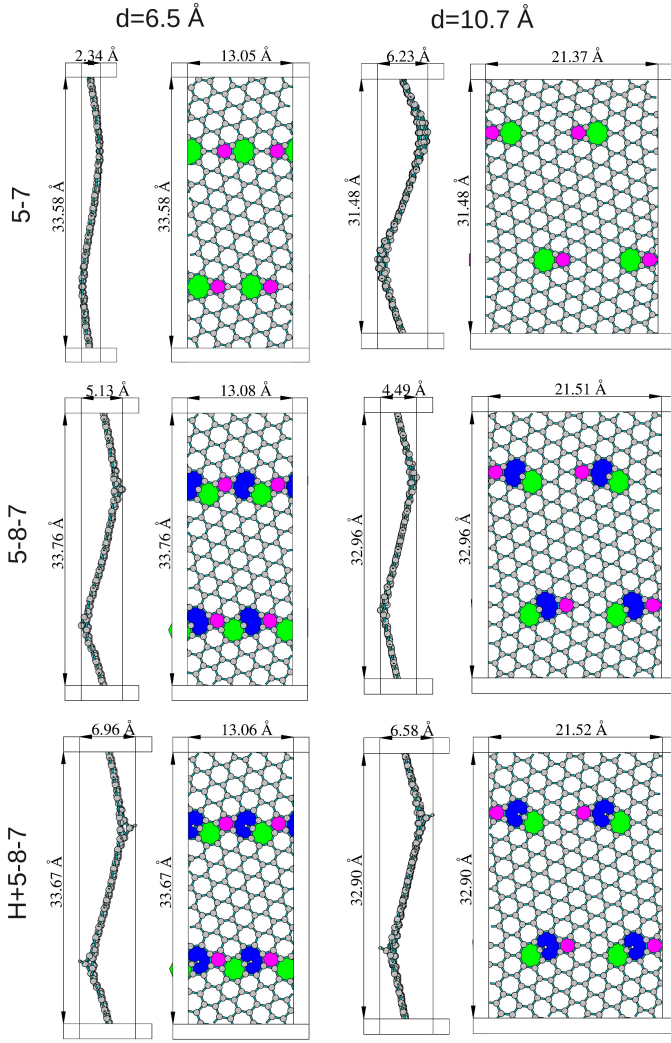 d=6.5 Å d=10.7 Å
2.34 Å 13.05 Å 6.23 Å 21.37 Å
5-7 33.58 Å 33.58 Å 31.48 Å 31.48 Å
5.13 Å 13.08 Å 4.49 Å 21.51 Å
5-8-7 33.76 Å 33.76 Å 32.96 Å 32.96 Å
6.96 Å 13.06 Å 6.58 Å 21.52 Å
H+5-8-7 33.67 Å 33.67 Å 32.90 Å 32.90 Å